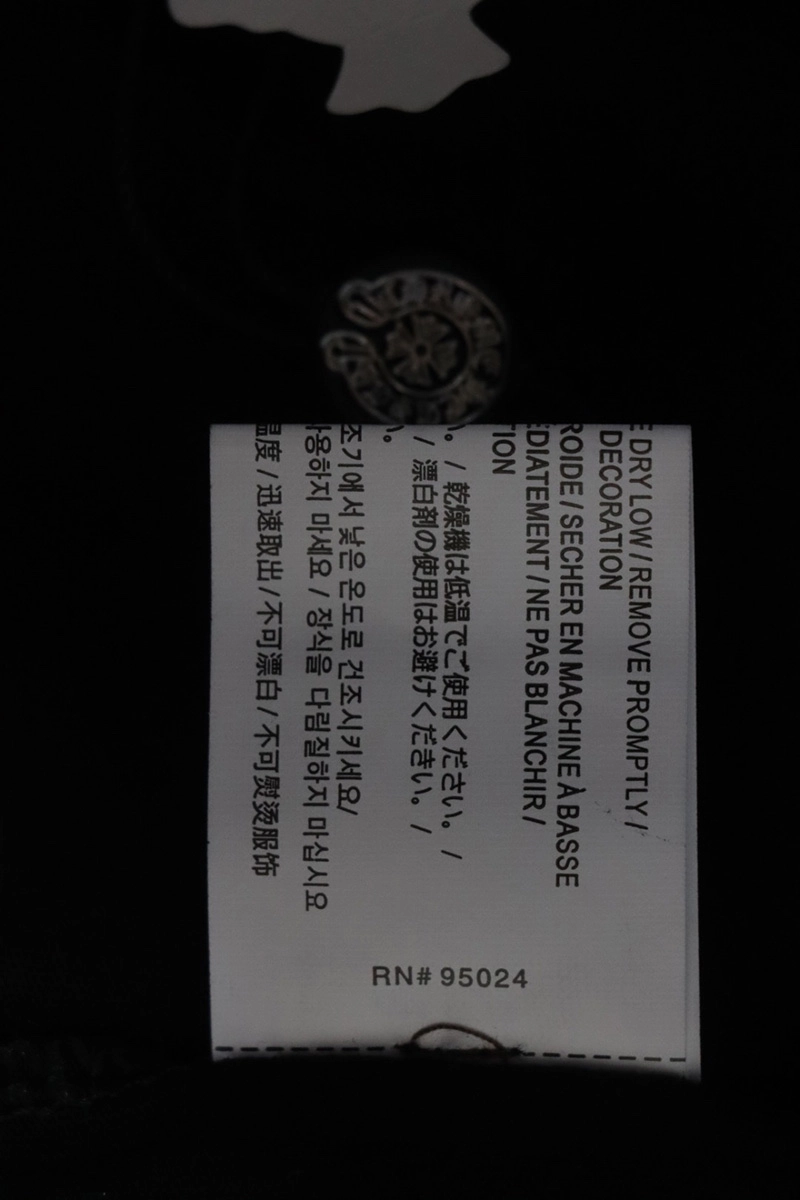 E DRY LOW / REMOVE PROMPTLY /
DECORATION
ROIDE / SECHER EN MACHINE À BASSE
DIATEMENT / NE PAS BLANCHIR /
TION
い。 / 乾燥機は低温でご使用ください。 /
/ 漂白剤の使用はお避けください。 /
い。
조기에서 낮은 온도로 건조시키세요/
사용하지 마세요 / 장식을 다림질하지 마십시요
温度 / 迅速取出 / 不可漂白 / 不可熨烫服饰
RN# 95024